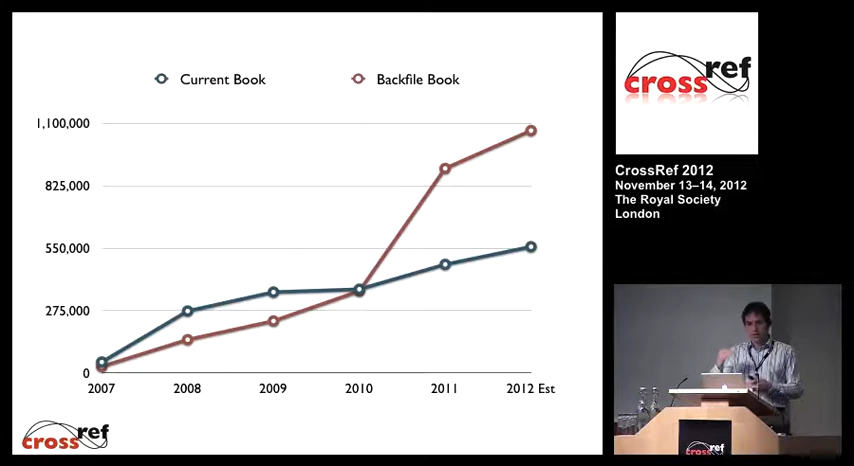 Current Book
Backfile Book
1,100,000
825,000
550,000
275,000
0
2007
2008
2009
2010
2011
2012 Est
crossref
crossref
CrossRef 2012
November 13–14, 2012
The Royal Society
London
crossref